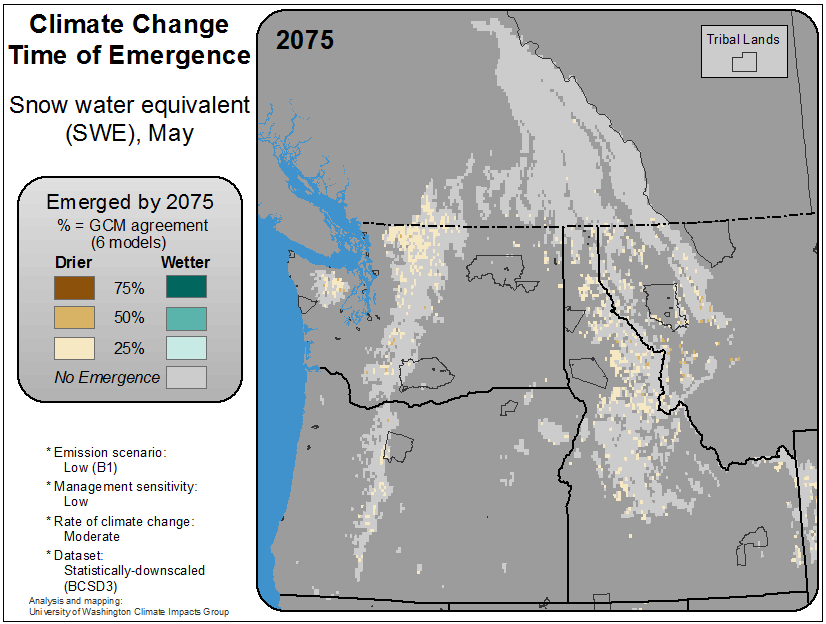 Climate Change
Time of Emergence
Snow water equivalent
(SWE), May
Emerged by 2075
% = GCM agreement
(6 models)
Drier Wetter
75%
50%
25%
No Emergence
* Emission scenario:
Low (B1)
* Management sensitivity:
Low
* Rate of climate change:
Moderate
* Dataset:
Statistically-downscaled
(BCSD3)
Analysis and mapping:
University of Washington Climate Impacts Group
2075
Tribal Lands